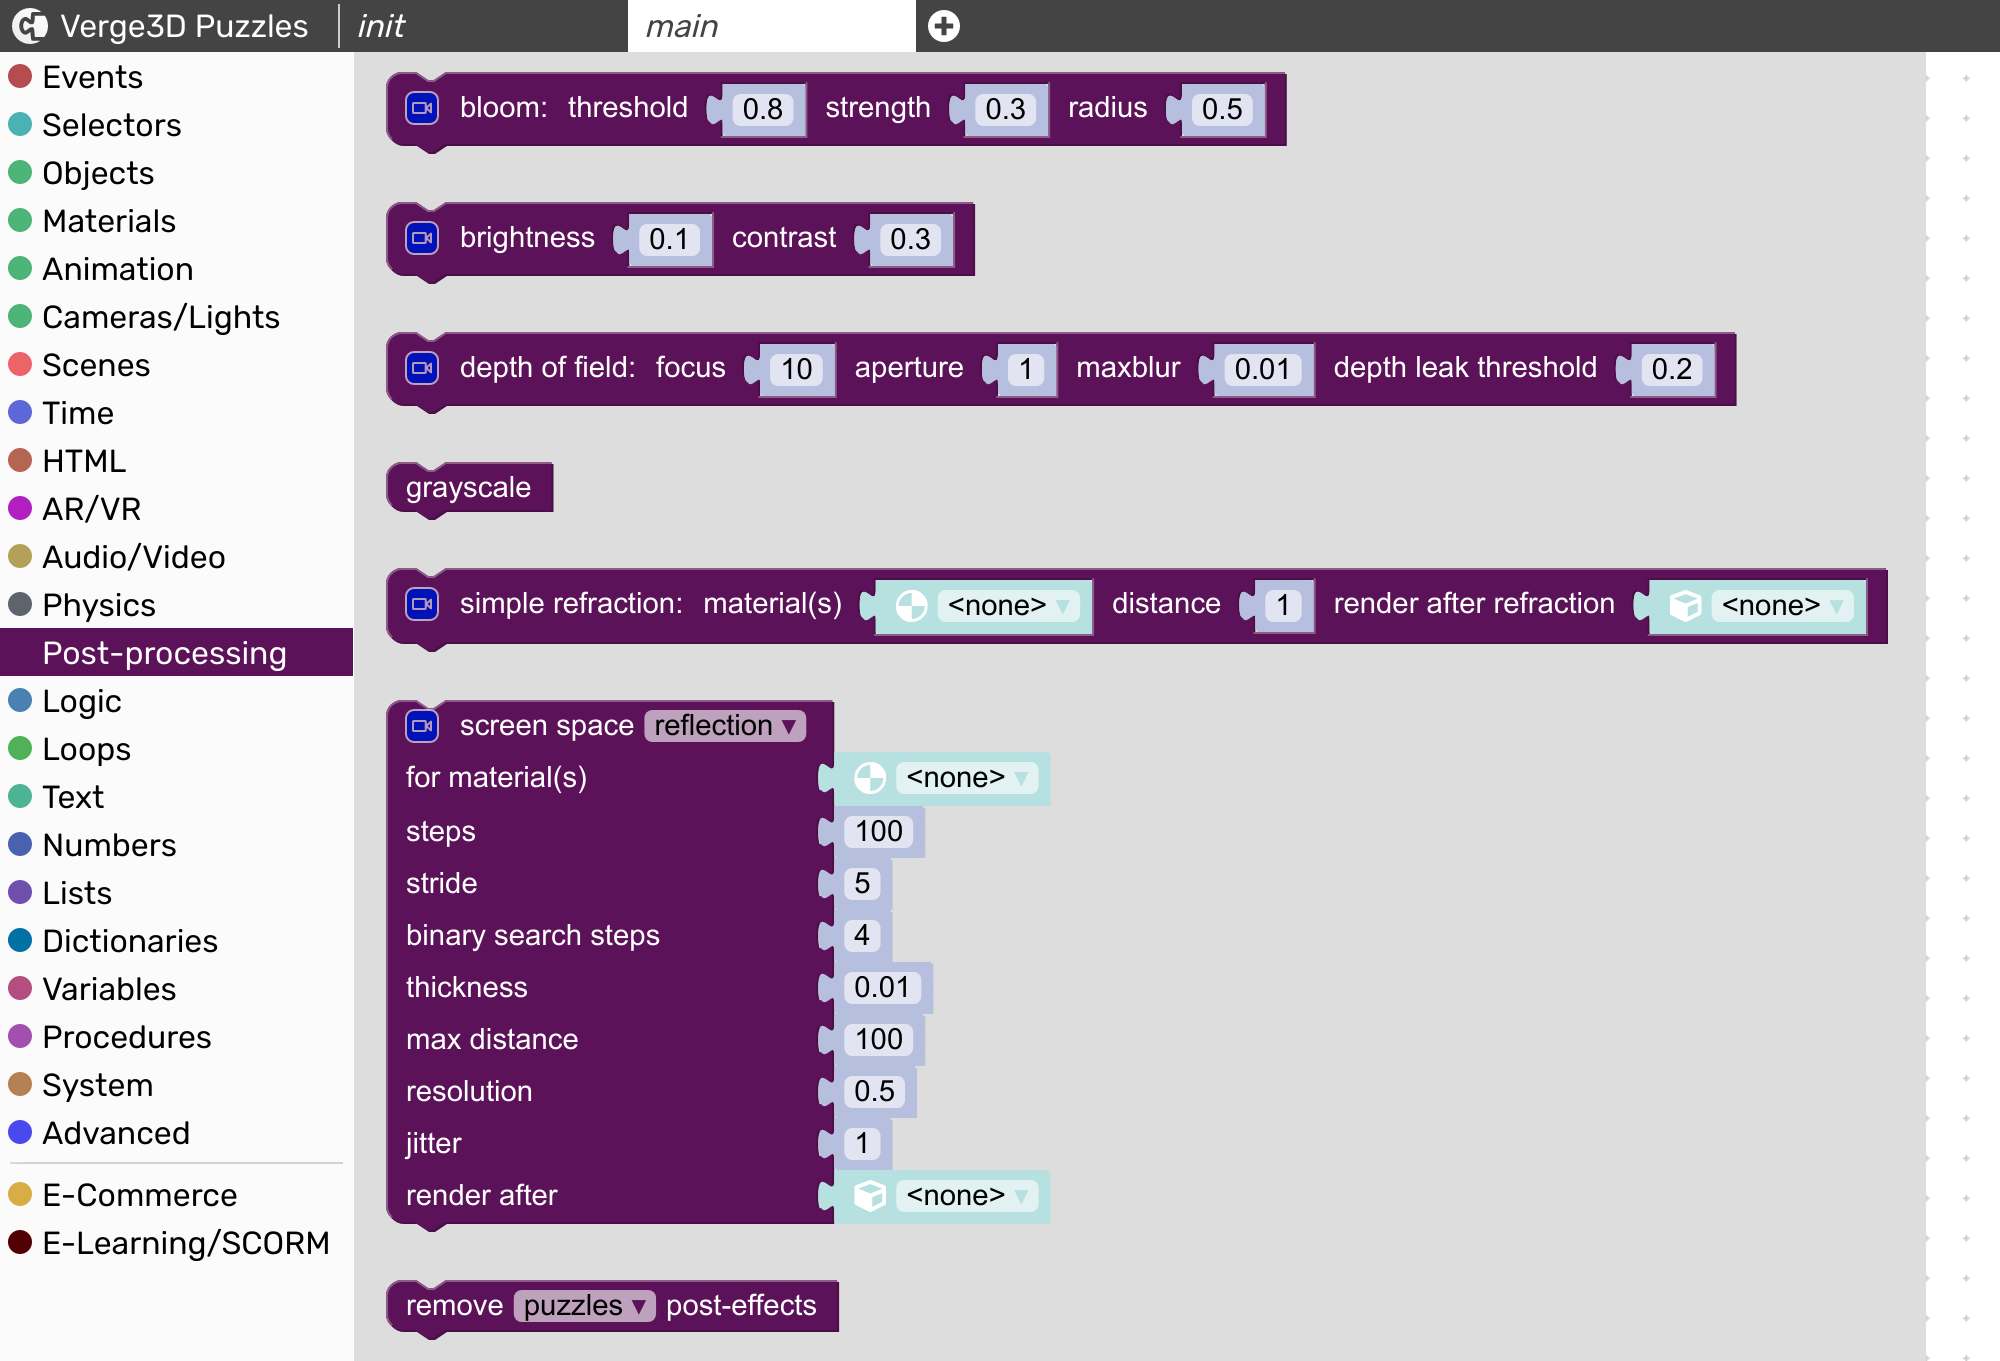 Verge3D Puzzles
init
main
Events
Selectors
Objects
Materials
Animation
Cameras/Lights
Scenes
Time
HTML
AR/VR
Audio/Video
Physics
Post-processing
Logic
Loops
Text
Numbers
Lists
Dictionaries
Variables
Procedures
System
Advanced
E-Commerce
E-Learning/SCORM
bloom: threshold 0.8 strength 0.3 radius 0.5
brightness 0.1 contrast 0.3
depth of field: focus 10 aperture 1 maxblur 0.01 depth leak threshold 0.2
grayscale
simple refraction: material(s) <none> distance 1 render after refraction <none>
screen space reflection
for material(s) <none>
steps 100
stride 5
binary search steps 4
thickness 0.01
max distance 100
resolution 0.5
jitter 1
render after <none>
remove puzzles post-effects